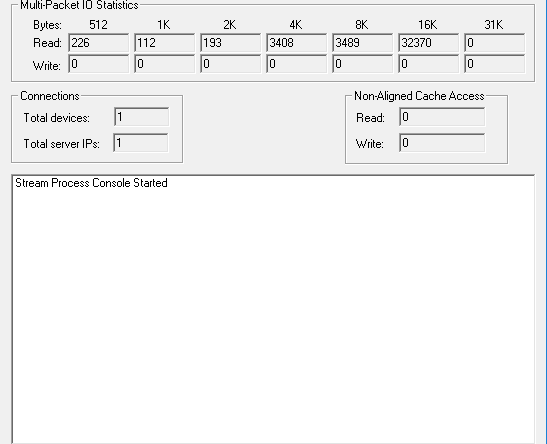 Multi-Packet IO Statistics
Bytes: 512 1K 2K 4K 8K 16K 31K
Read: 226 112 193 3408 3489 32370 0
Write: 0 0 0 0 0 0 0
Connections
Total devices: 1
Total server IPs: 1
Non-Aligned Cache Access
Read: 0
Write: 0
Stream Process Console Started